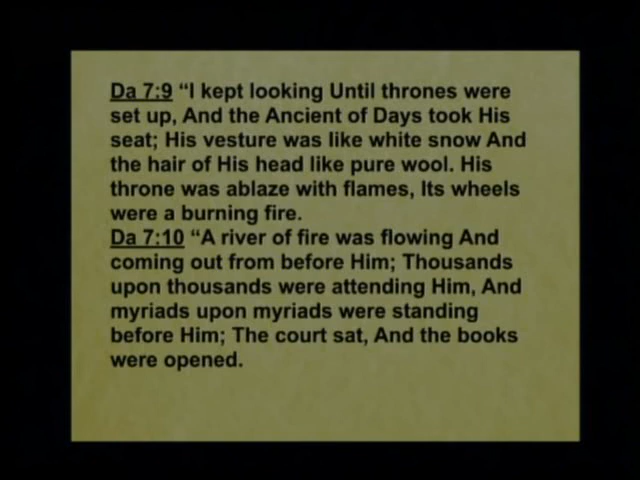 Da 7:9 “I kept looking Until thrones were
set up, And the Ancient of Days took His
seat; His vesture was like white snow And
the hair of His head like pure wool. His
throne was ablaze with flames, Its wheels
were a burning fire.
Da 7:10 “A river of fire was flowing And
coming out from before Him; Thousands
upon thousands were attending Him, And
myriads upon myriads were standing
before Him; The court sat, And the books
were opened.